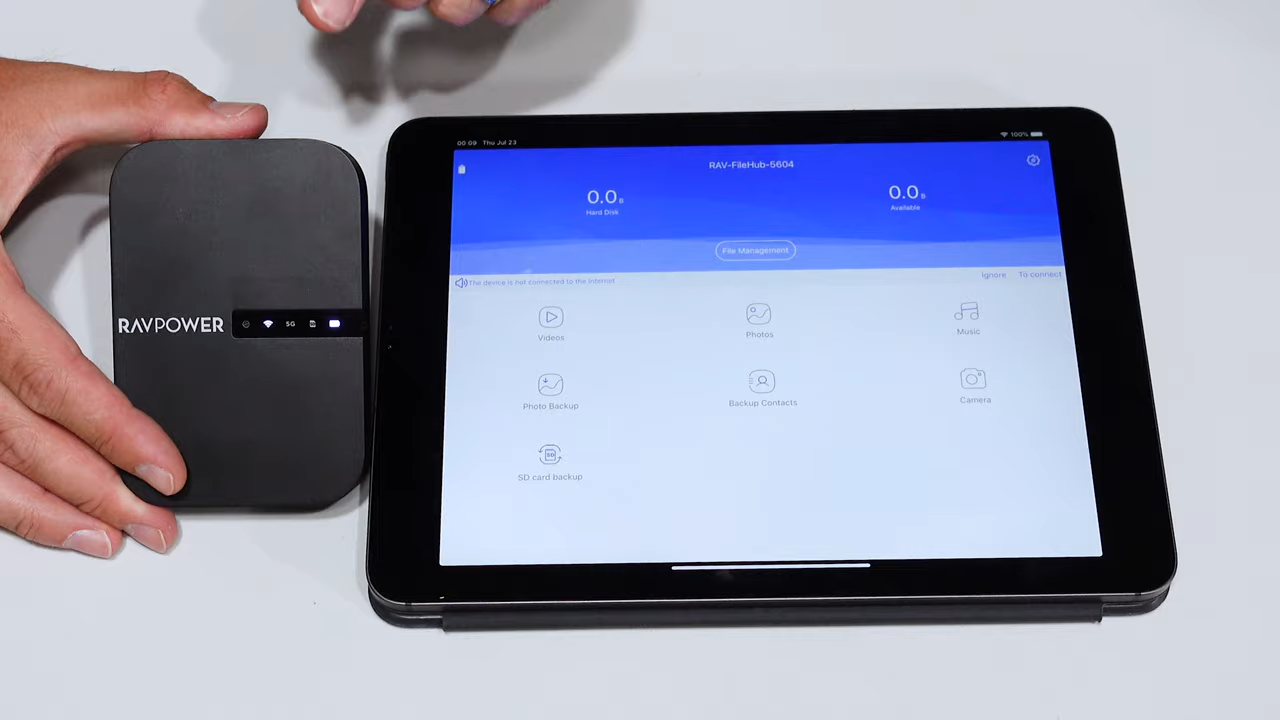 RAVPOWER
5G
00 09 Thu Jul 23
100%
RAV-FileHub-5604
0.0 B
Hard Disk
0.0 B
Available
File Management
The device is not connected to the Internet
Ignore
To connect
Videos
Photos
Music
Photo Backup
Backup Contacts
Camera
SD
SD card backup